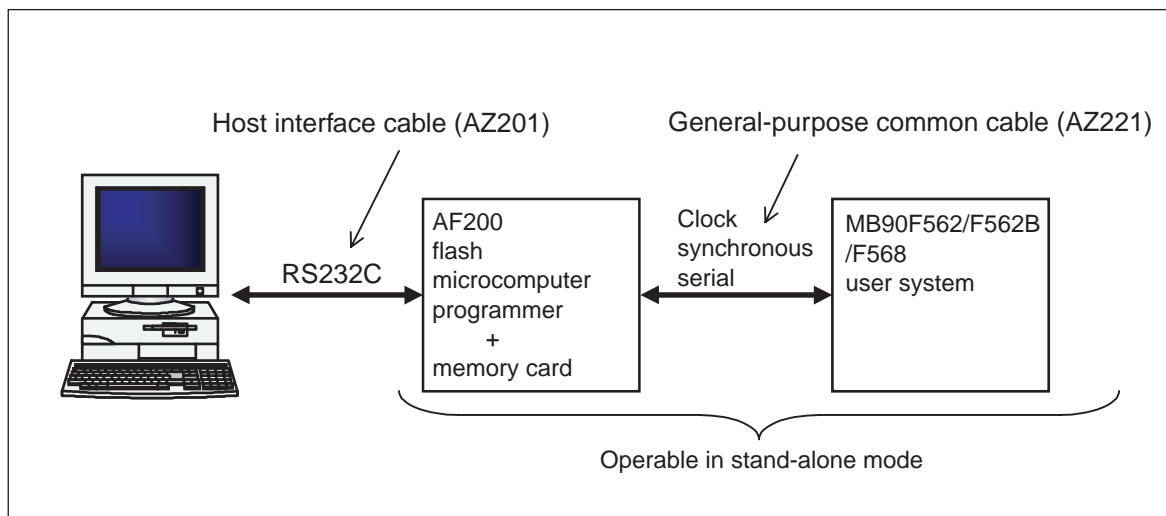 Host interface cable (AZ201)
General-purpose common cable (AZ221)
RS232C
AF200
flash
microcomputer
programmer
+
memory card
Clock
synchronous
serial
MB90F562/F562B
/F568
user system
Operable in stand-alone mode